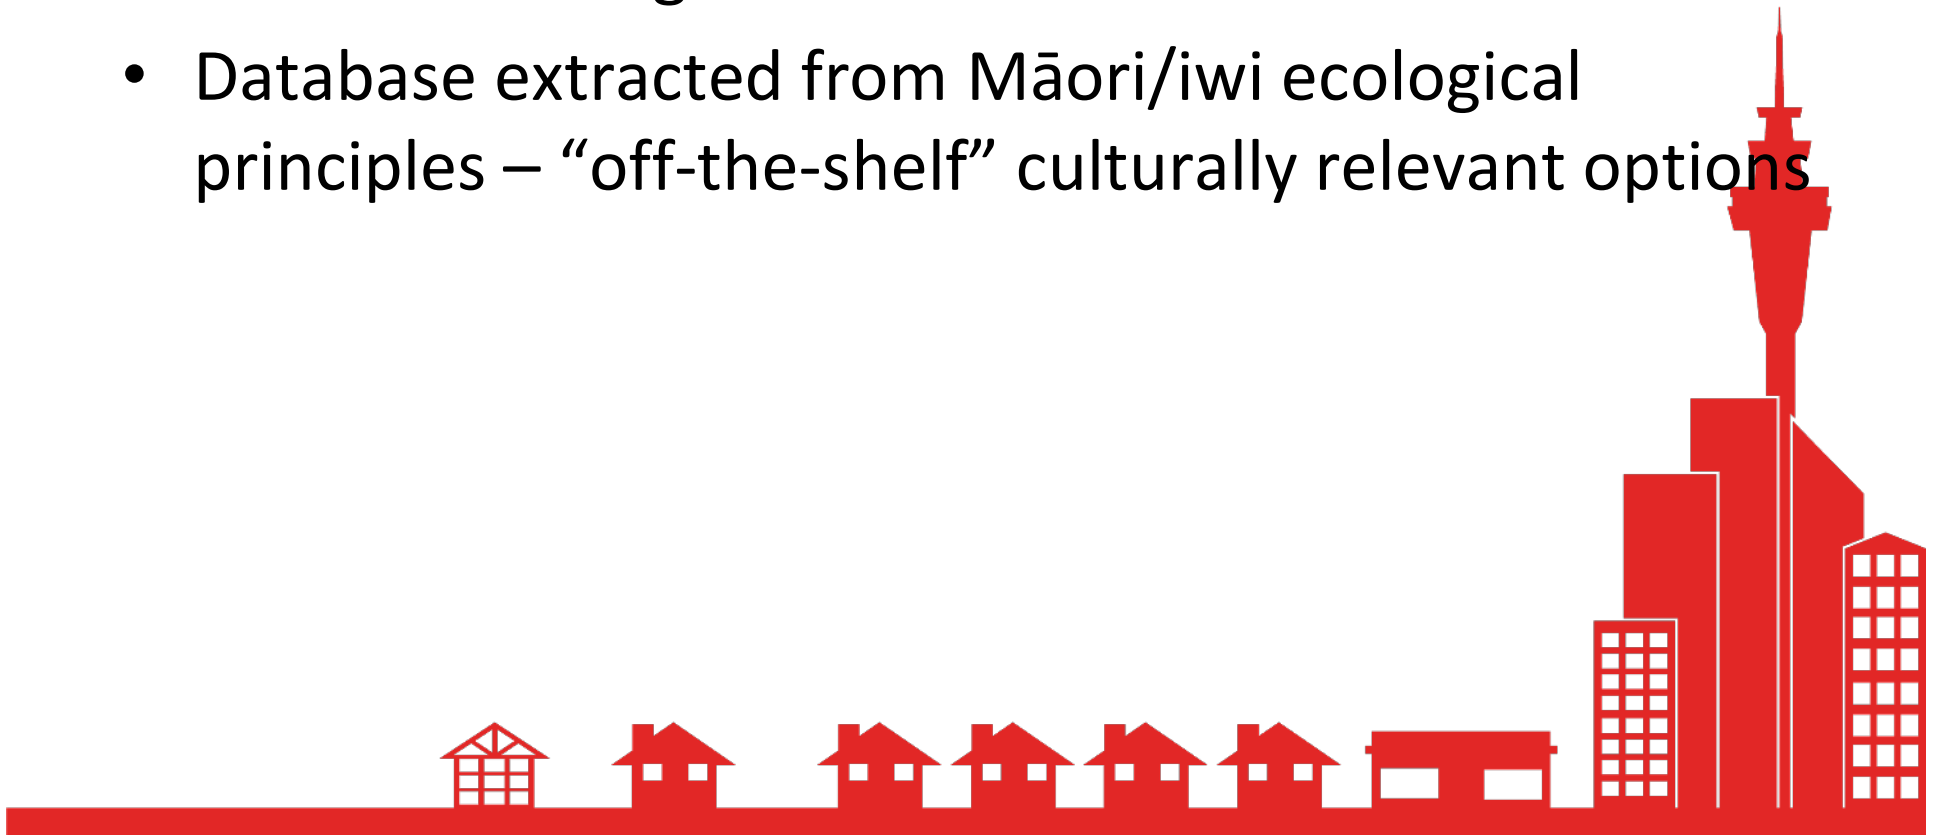 • Database extracted from Māori/iwi ecological
principles – “off-the-shelf” culturally relevant options